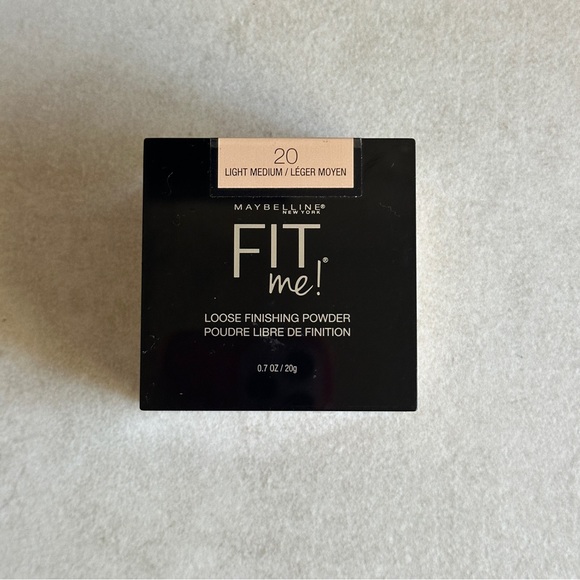 20
LIGHT MEDIUM / LÉGER MOYEN
MAYBELLINE®
NEW YORK
FIT
me!®
LOOSE FINISHING POWDER
POUDRE LIBRE DE FINITION
0.7 OZ / 20g